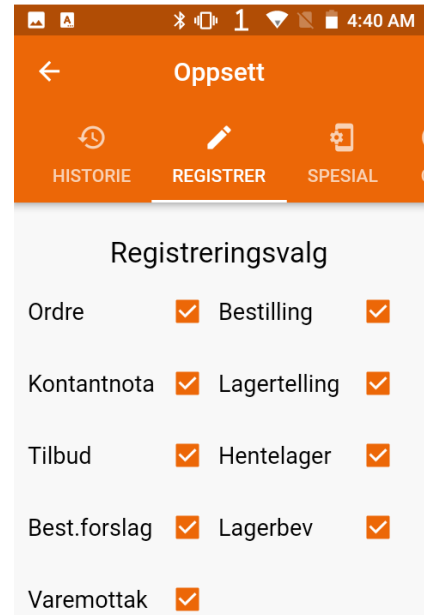 1 4:40 AM
Oppsett
HISTORIE REGISTRER SPESIAL
Registreringsvalg
Ordre Bestilling
Kontantnota Lagertelling
Tilbud Hentelager
Best.forslag Lagerbev
Varemottak